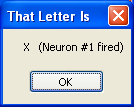 That Letter Is
X (Neuron #1 fired)
OK